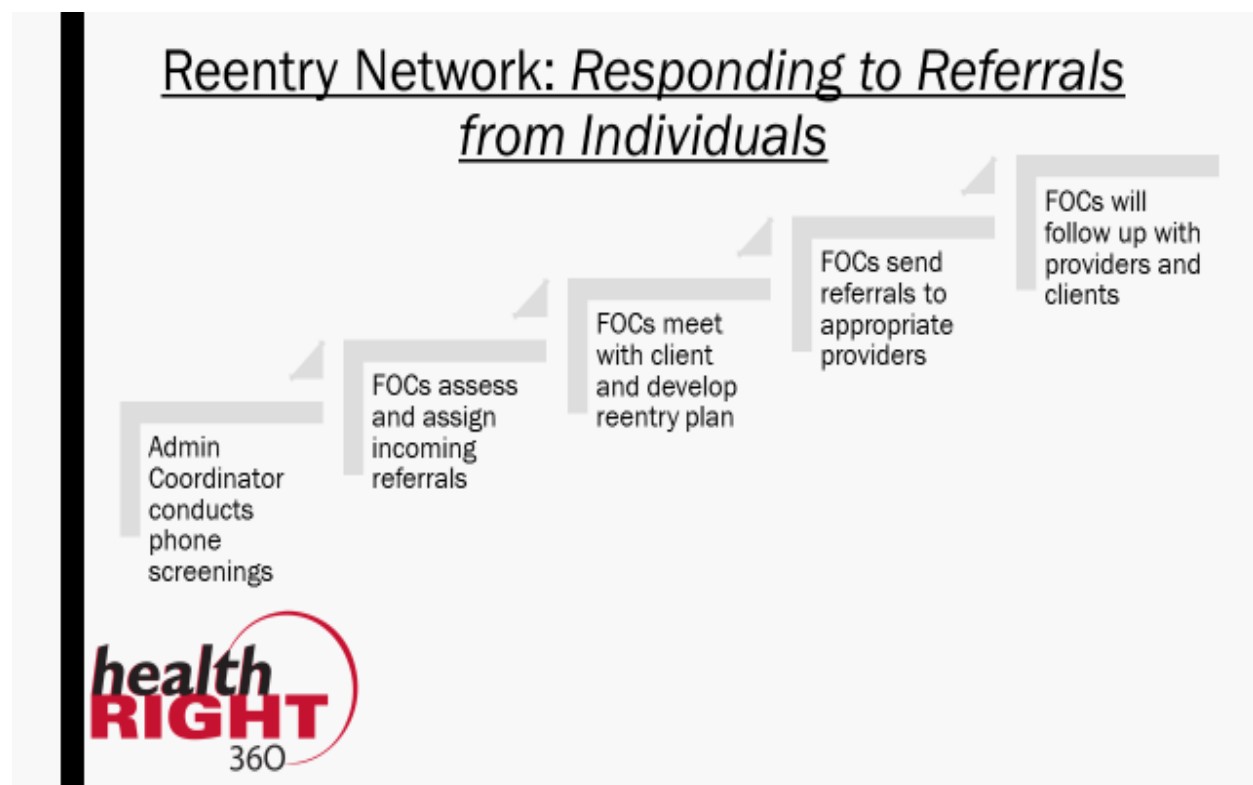 Reentry Network: Responding to Referrals
from Individuals
Admin
Coordinator
conducts
phone
screenings
FOCs assess
and assign
incoming
referrals
FOCs meet
with client
and develop
reentry plan
FOCs send
referrals to
appropriate
providers
FOCs will
follow up with
providers and
clients
health
RIGHT
360